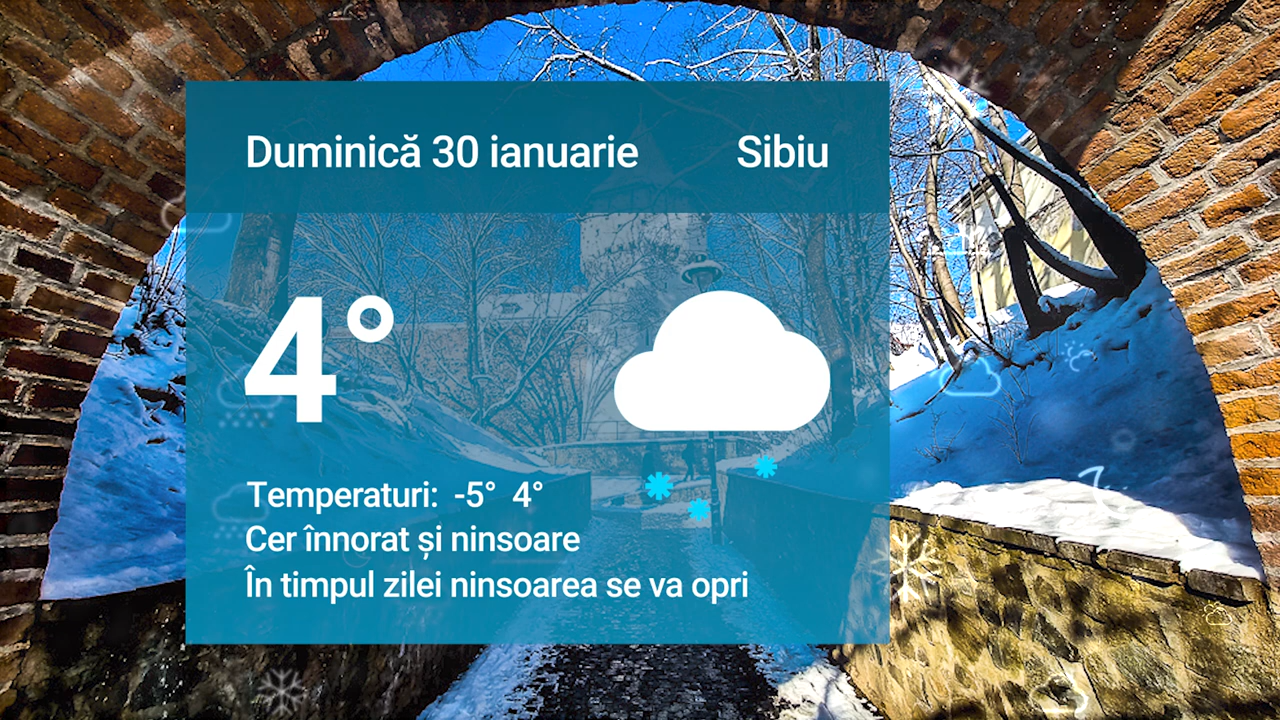 Duminică 30 ianuarie Sibiu
4°
Temperaturi: -5° 4°
Cer înnorat și ninsoare
În timpul zilei ninsoarea se va opri